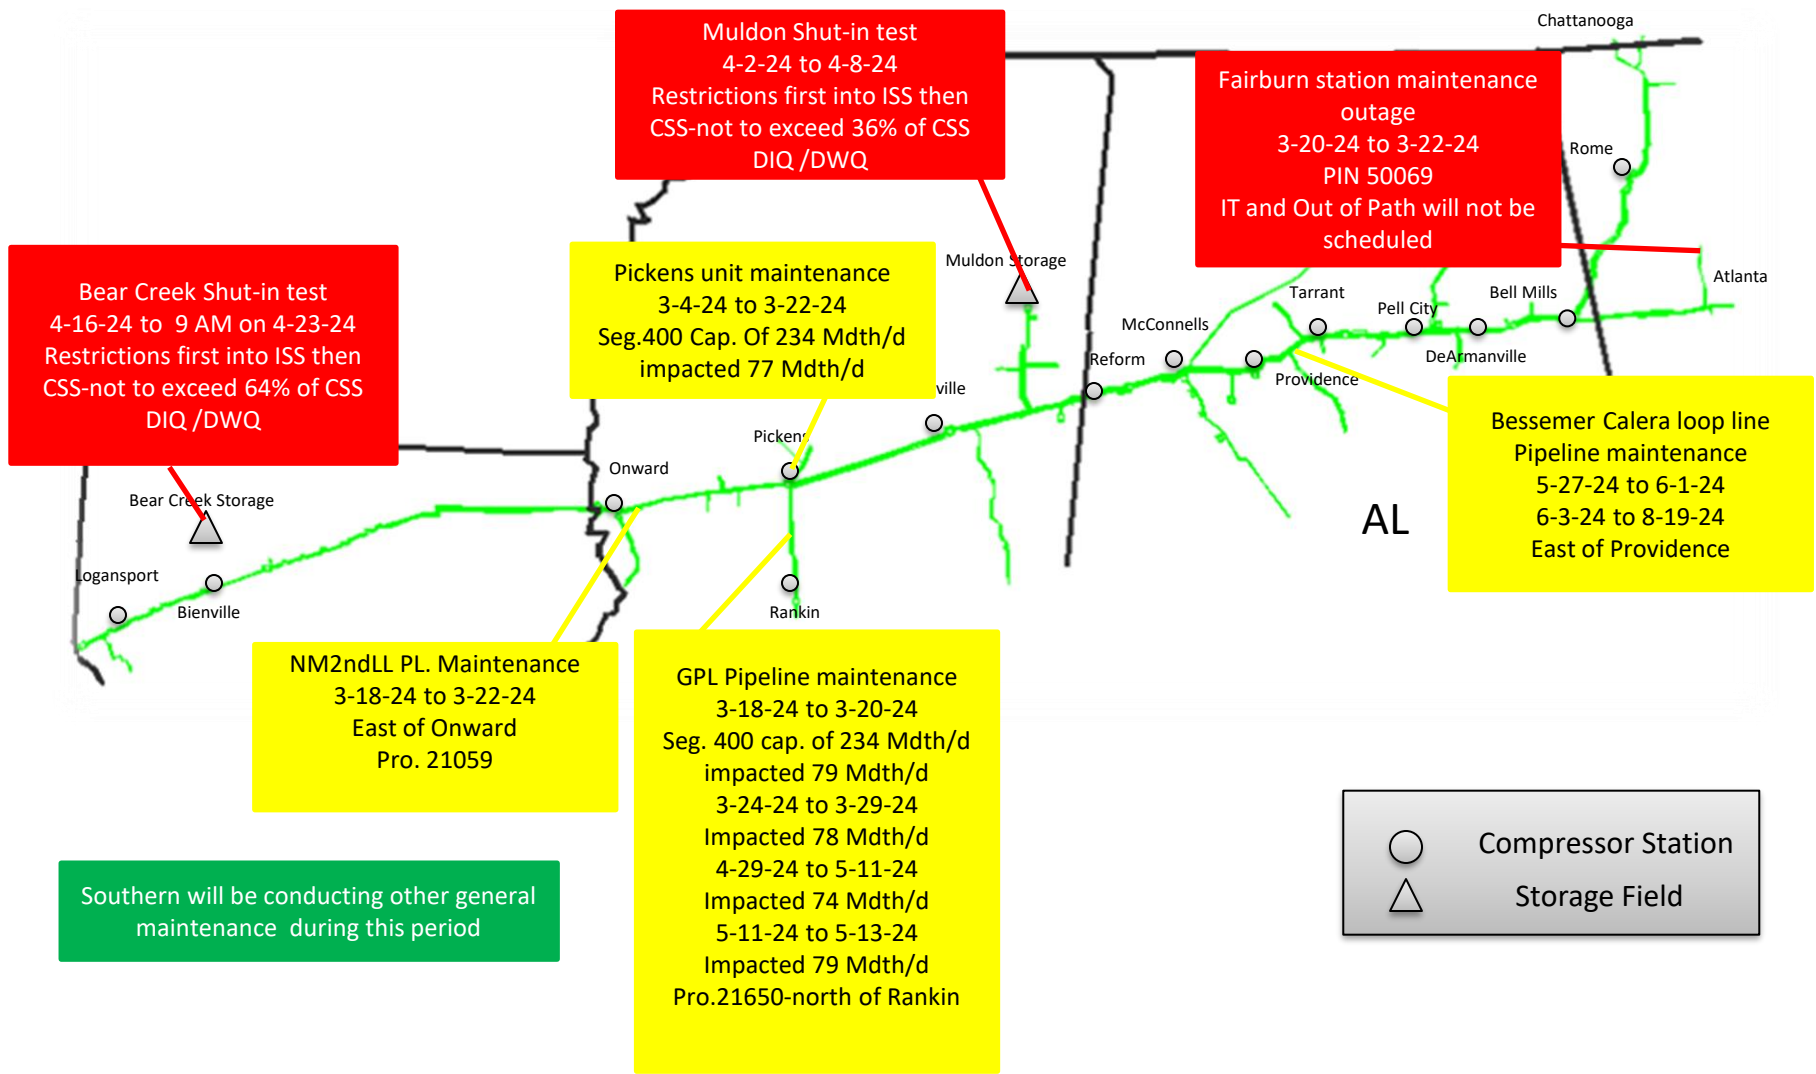 Chattanooga
Muldon Shut-in test
4-2-24 to 4-8-24
Restrictions first into ISS then
CSS-not to exceed 36% of CSS
DIQ /DWQ
Fairburn station maintenance
outage
3-20-24 to 3-22-24
PIN 50069
IT and Out of Path will not be
scheduled
Rome
Bear Creek Shut-in test
4-16-24 to  9 AM on 4-23-24
Restrictions first into ISS then
CSS-not to exceed 64% of CSS
DIQ /DWQ
Pickens unit maintenance
3-4-24 to 3-22-24
Seg.400 Cap. Of 234 Mdth/d
impacted 77 Mdth/d
Muldon Storage
Atlanta
Tarrant
Pell City
Bell Mills
McConnells
Reform
DeArmanville
Providence
ville
Pickens
Onward
Bear Creek Storage
Logansport
Bienville
Rankin
AL
Bessemer Calera loop line
Pipeline maintenance
5-27-24 to 6-1-24
6-3-24 to 8-19-24
East of Providence
NM2ndLL PL. Maintenance
3-18-24 to 3-22-24
East of Onward
Pro. 21059
GPL Pipeline maintenance
3-18-24 to 3-20-24
Seg. 400 cap. of 234 Mdth/d
impacted 79 Mdth/d
3-24-24 to 3-29-24
Impacted 78 Mdth/d
4-29-24 to 5-11-24
Impacted 74 Mdth/d
5-11-24 to 5-13-24
Impacted 79 Mdth/d
Pro.21650-north of Rankin
Southern will be conducting other general
maintenance  during this period
Compressor Station
Storage Field